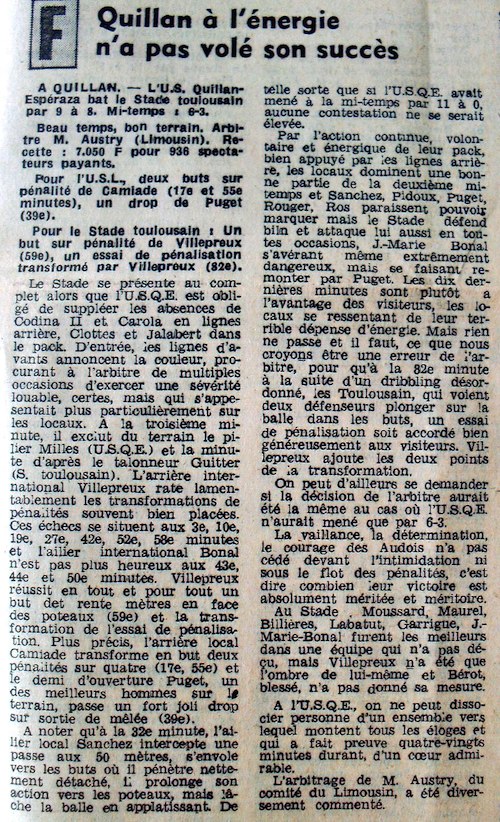 F
Quillan à l'énergie
n'a pas volé son succès
A QUILLAN. — L'U.S. Quillan-
Espéraza bat le Stade toulousain
par 9 à 8. Mi-temps : 6-3.
Beau temps, bon terrain. Arbi-
tre M. Austry (Limousin). Re-
cette : 7.050 F pour 936 specta-
teurs payants.
Pour l'U.S.L., deux buts sur
pénalité de Camiade (17e et 55e
minutes), un drop de Puget
(39e).
Pour le Stade toulousain : Un
but sur pénalité de Villepreux
(59e), un essai de pénalisation
transformé par Villepreux (82e).
Le Stade se présente au com-
plet alors que l'U.S.Q.E. est obli-
gé de suppléer les absences de
Codina II et Carola en lignes
arrière, Clottes et Jalabert dans
le pack. D'entrée, les lignes d'a-
vants annoncent la couleur, pro-
curant à l'arbitre de multiples
occasions d'exercer une sévérité
louable, certes, mais qui s'appe-
sentait plus particulièrement sur
les locaux. A la troisième mi-
nute, il exclut du terrain le pi-
lier Milles (U.S.Q.E.) et la minu-
te d'après le talonneur Guitter
(S. toulousain). L'arrière inter-
national Villepreux rate lamen-
tablement les transformations de
pénalités souvent bien placées.
Ces échecs se situent aux 3e, 10e,
19e, 27e, 42e, 52e, 58e minutes
et l'ailier international Bonal
n'est pas plus heureux aux 43e,
44e et 50e minutes. Villepreux
réussit en tout et pour tout un
but det rente mètres en face
des poteaux (59e) et la trans-
formation de l'essai de pénalisa-
tion. Plus précis, l'arrière local
Camiade transforme en but deux
pénalités sur quatre (17e, 55e) et
le demi d'ouverture Puget, un
des meilleurs hommes sur le
terrain, passe un fort joli drop
sur sortie de mêlée (39e).
A noter qu'à la 32e minute, l'ai-
lier local Sanchez intercepte une
passe aux 50 mètres, s'envole
vers les buts où il pénètre nette-
ment détaché, il prolonge son
action vers les poteaux, mais lâ-
che la balle en applatissant. De
telle sorte que si l'U.S.Q.E. avait
mené à la mi-temps par 11 à 0,
aucune contestation ne se serait
élevée.
Par l'action continue, volon-
taire et énergique de leur pack,
bien appuyé par les lignes arriè-
re, les locaux dominent une bon-
ne partie de la deuxième mi-
temps et Sanchez, Pidoux, Puget,
Rouger, Ros paraissent pouvoir
marquer mais le Stade défend
biln et attaque lui aussi en tou-
tes occasions, J.-Marie Bonal
s'avérant même extrêmement
dangereux, mais se faisant re-
monter par Puget. Les dix der-
nières minutes sont plutôt à
l'avantage des visiteurs, les lo-
caux se ressentant de leur ter-
rible dépense d'énergie. Mais rien
ne passe et il faut, ce que nous
croyons être une erreur de l'ar-
bitre, pour qu'à la 82e minute
à la suite d'un dribbling désor-
donné, les Toulousain, qui voient
deux défenseurs plonger sur la
balle dans les buts, un essai
de pénalisation soit accordé bien
généreusement aux visiteurs. Vil-
lepreux ajoute les deux points
de la transformation.
On peut d'ailleurs se demander
si la décision de l'arbitre aurait
été la même au cas où l'U.S.Q.E.
n'aurait mené que par 6-3.
La vaillance, la détermination,
le courage des Audois n'a pas
cédé devant l'intimidation ni
sous le flot des pénalités, c'est
dire combien leur victoire est
absolument méritée et méritoire.
Au Stade . Moussard, Maurel,
Billières, Labatut, Garrigue, J.-
Marie-Bonal furent les meilleurs
dans une équipe qui n'a pas dé-
çu, mais Villepreux n'a été que
l'ombre de lui-même et Bérot,
blessé, n'a pas donné sa mesure.
A l'U.S.Q.E., on ne peut disso-
cier personne d'un ensemble vers
lequel montent tous les éloges et
qui a fait preuve quatre-vingts
minutes durant, d'un cœur admi-
rable.
L'arbitrage de M. Austry, du
comité du Limousin, a été diver-
sement commenté.